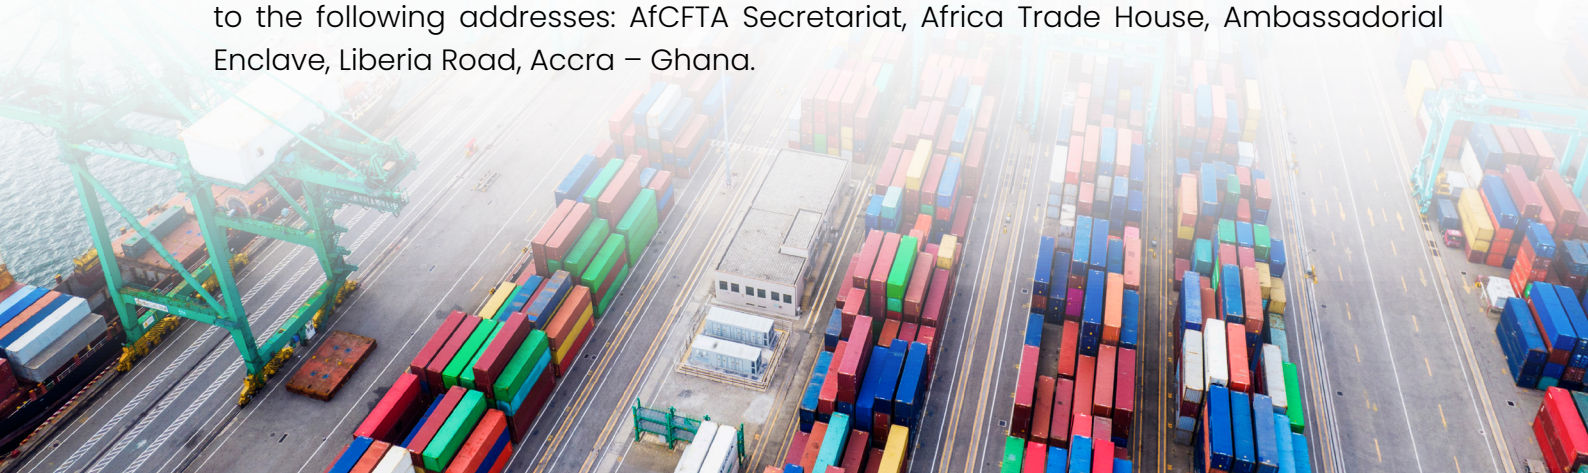 to the following addresses: AfCFTA Secretariat, Africa Trade House, Ambassadorial
Enclave, Liberia Road, Accra – Ghana.